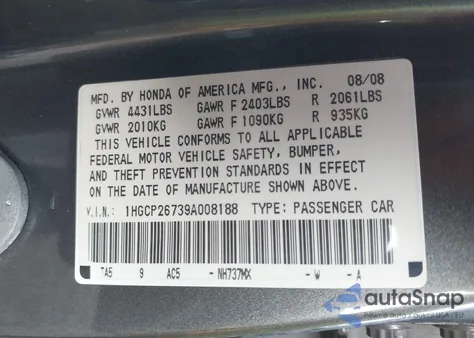 MFD. BY HONDA OF AMERICA MFG., INC. 08/08
GVWR 4431LBS GAWR F 2403LBS R 2061LBS
GVWR 2010KG GAWR F 1090KG R 935KG
THIS VEHICLE CONFORMS TO ALL APPLICABLE
FEDERAL MOTOR VEHICLE SAFETY, BUMPER,
AND THEFT PREVENTION STANDARDS IN EFFECT
ON THE DATE OF MANUFACTURE SHOWN ABOVE.
V.I.N.: 1HGCP26739A008188 TYPE: PASSENGER CAR
TA5 9 AC5 - NH737MX - W - A
autoSnap